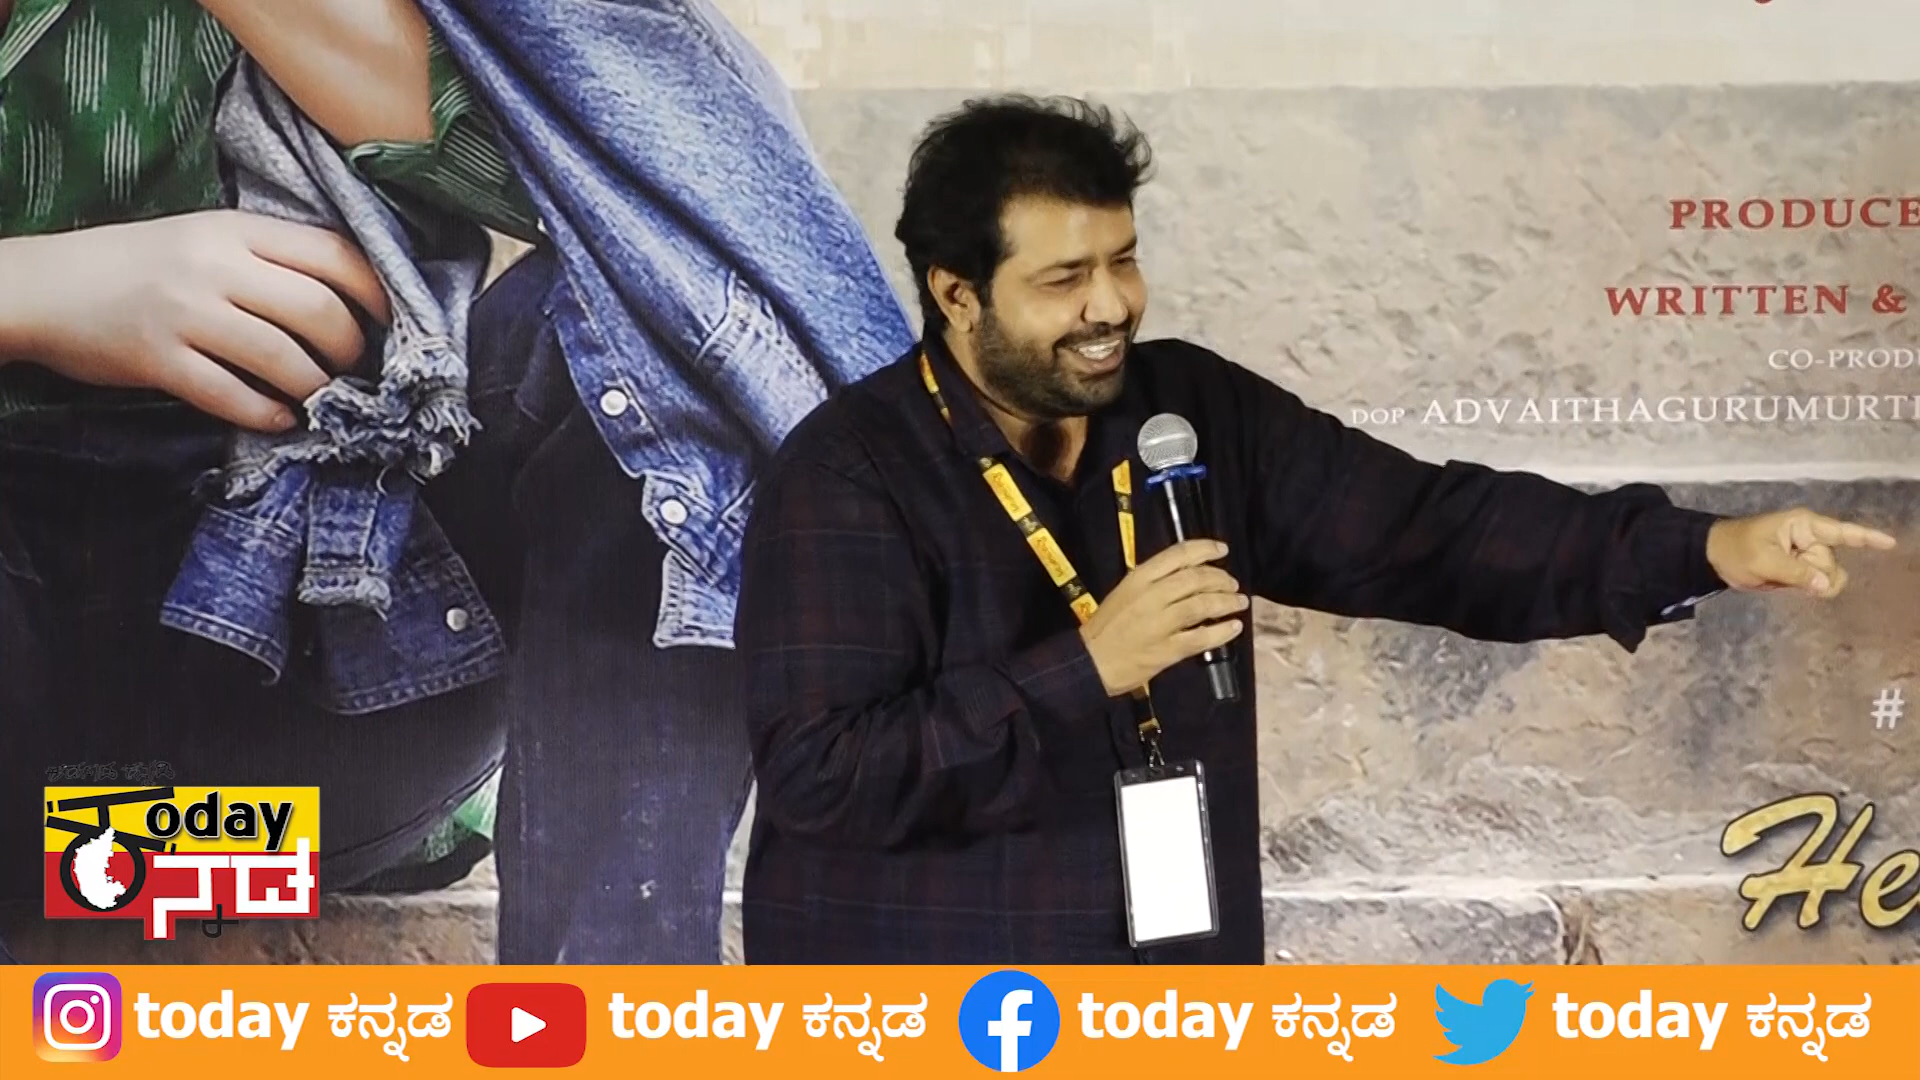 PRODUCE
WRITTEN &
CO-PROD
DOP ADVAITHAGURUMURT
#
He
Today
ಕನ್ನಡ
today ಕನ್ನಡ
today ಕನ್ನಡ
today ಕನ್ನಡ
today ಕನ್ನಡ